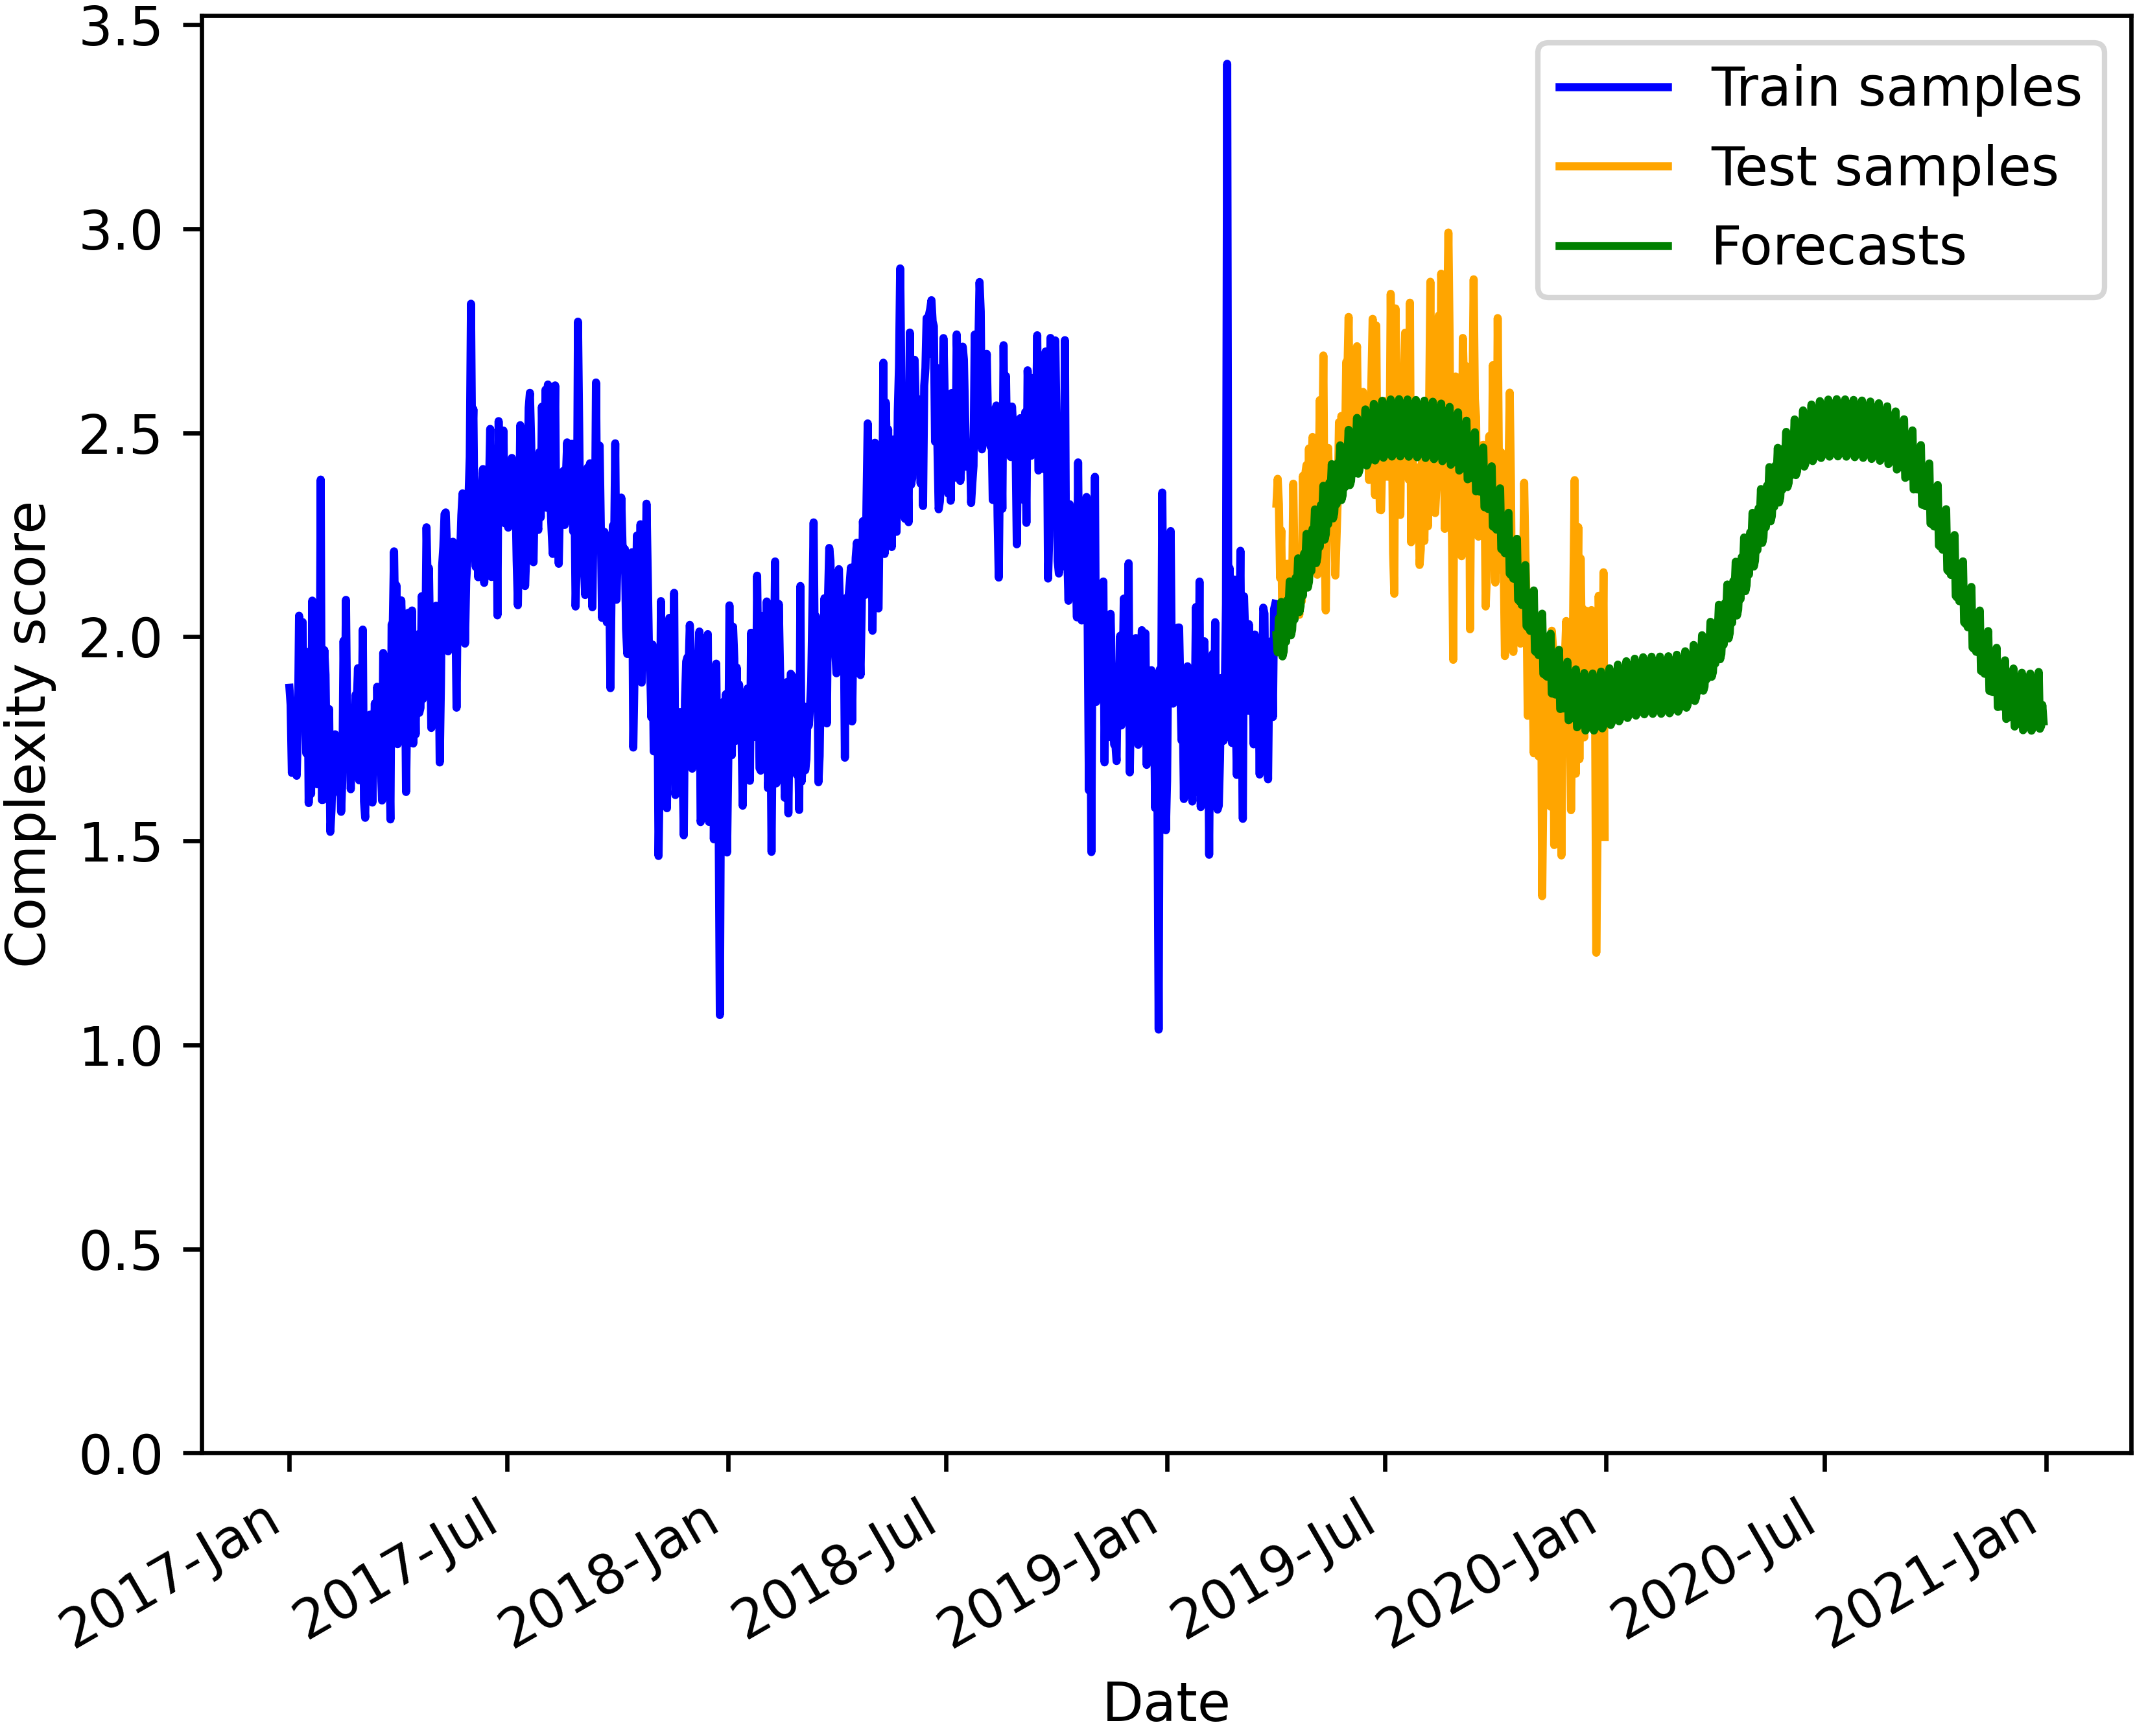 3.5
3.0
2.5
2.0
1.5
1.0
0.5
0.0
Complexity score
Train samples
Test samples
Forecasts
2017-Jan
2017-Jul
2018-Jan
2018-Jul
2019-Jan
2019-Jul
2020-Jan
2020-Jul
2021-Jan
Date